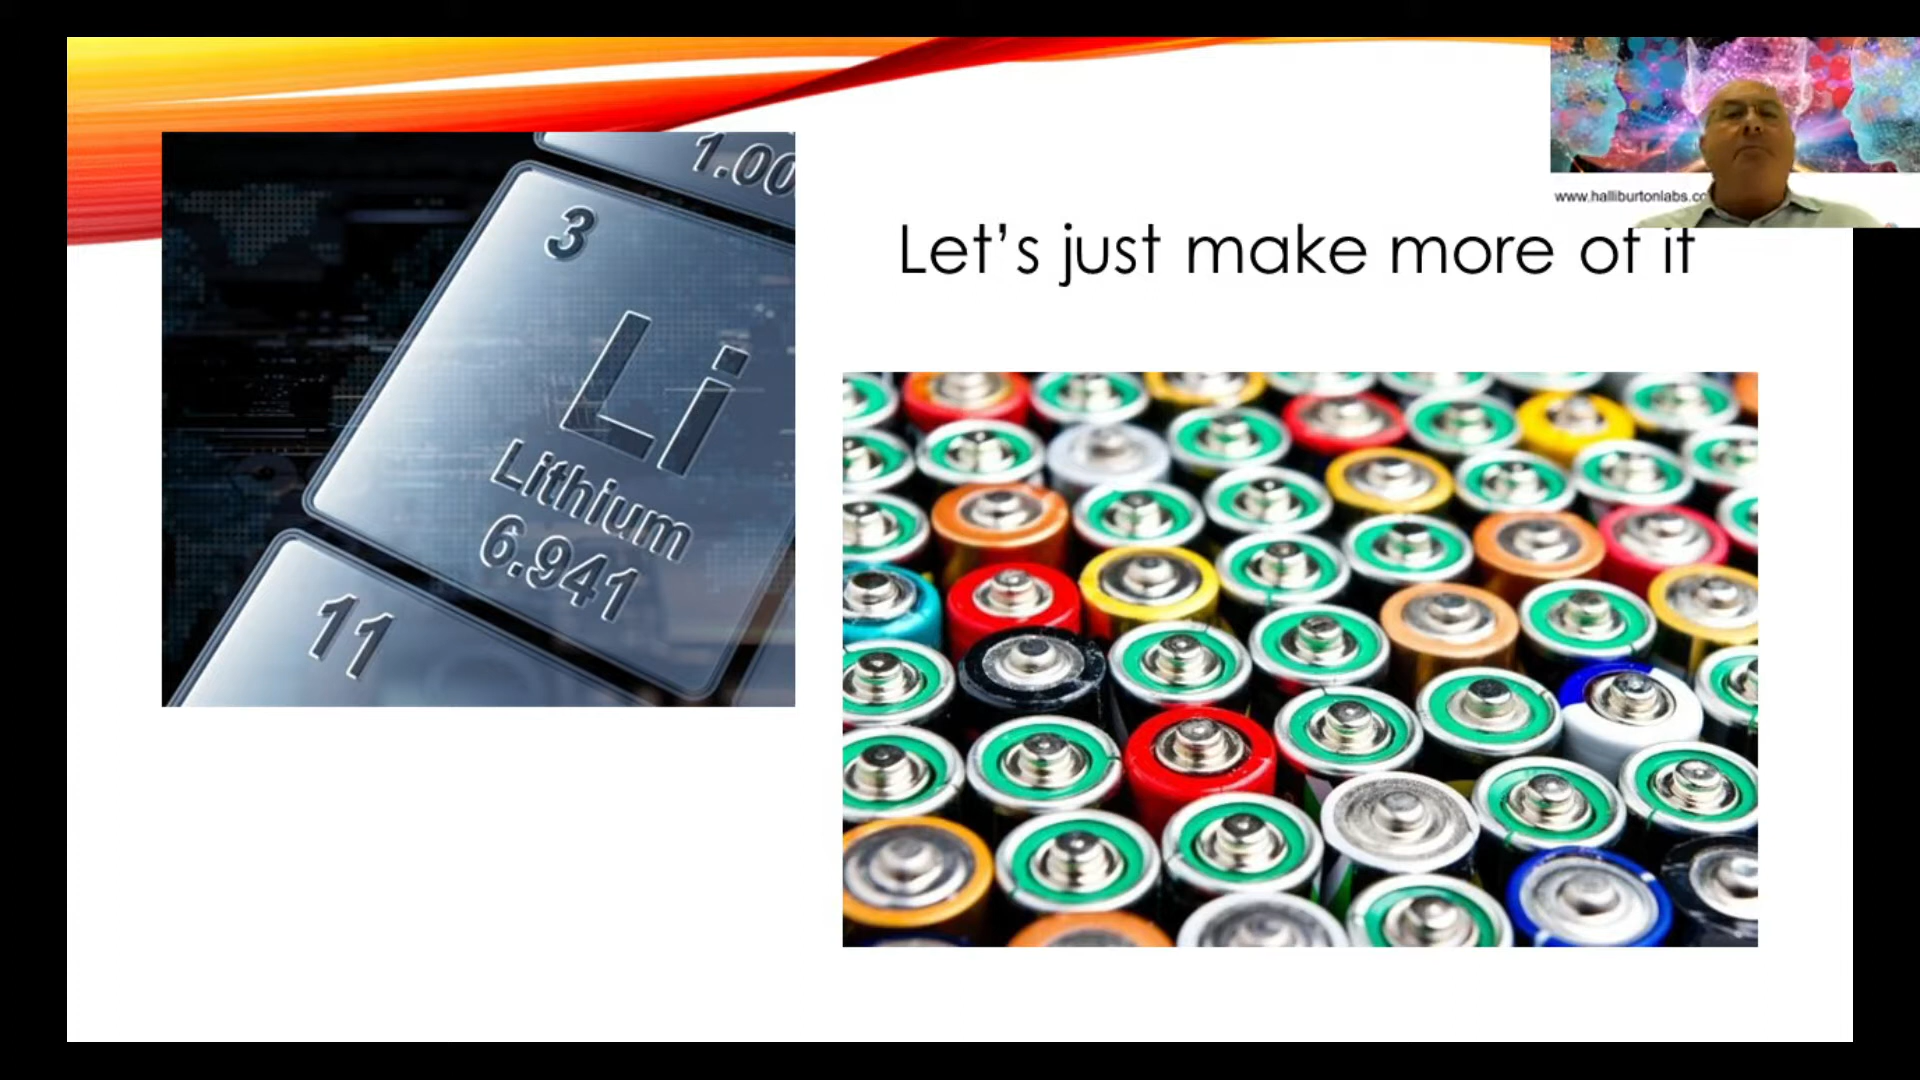 1.00
3
Li
Lithium
6.941
11
www.halliburtonlabs.co
Let's just make more of it